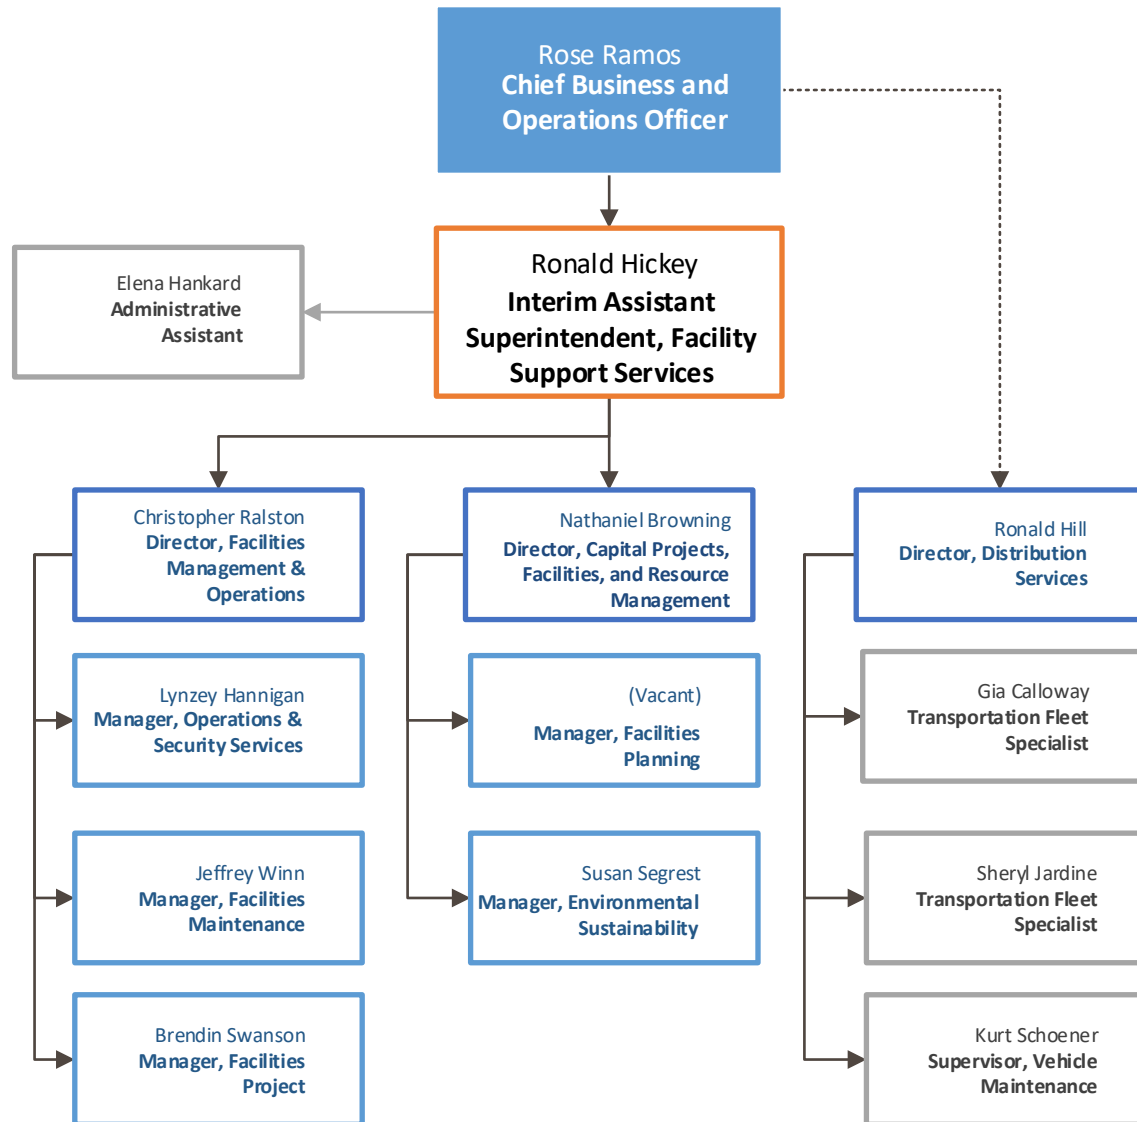 Rose Ramos
Chief Business and
Operations Officer
Ronald Hickey
Interim Assistant
Superintendent, Facility
Support Services
Elena Hankard
Administrative
Assistant
Christopher Ralston
Director, Facilities
Management &
Operations
Nathaniel Browning
Director, Capital Projects,
Facilities, and Resource
Management
Ronald Hill
Director, Distribution
Services
Lynzey Hannigan
Manager, Operations &
Security Services
(Vacant)
Manager, Facilities
Planning
Gia Calloway
Transportation Fleet
Specialist
Jeffrey Winn
Manager, Facilities
Maintenance
Susan Segrest
Manager, Environmental
Sustainability
Sheryl Jardine
Transportation Fleet
Specialist
Brendin Swanson
Manager, Facilities
Project
Kurt Schoener
Supervisor, Vehicle
Maintenance